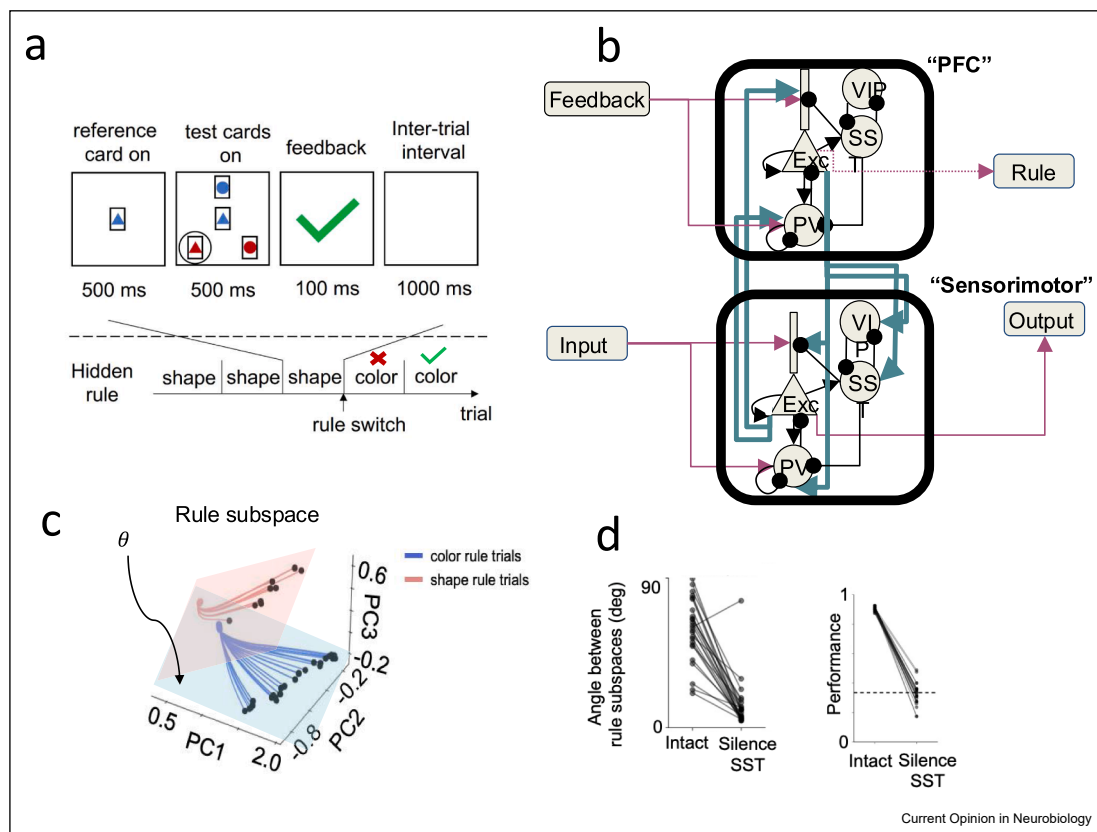 a
reference
card on
test cards
on
feedback
Inter-trial
interval
500 ms
500 ms
100 ms
1000 ms
Hidden
rule
shape
shape
shape
color
color
trial
rule switch
b
"PFC"
Feedback
VIP
SS
T
Exc
PV
Rule
"Sensorimotor"
Input
VI
P
SS
T
Exc
PV
Output
c
Rule subspace
θ
color rule trials
shape rule trials
0.6
-0.2
PC3
-0.2
-0.8
PC2
0.5
2.0
PC1
d
90
0
Angle between
rule subspaces (deg)
Intact
Silence
SST
1
0
Performance
Intact
Silence
SST
Current Opinion in Neurobiology